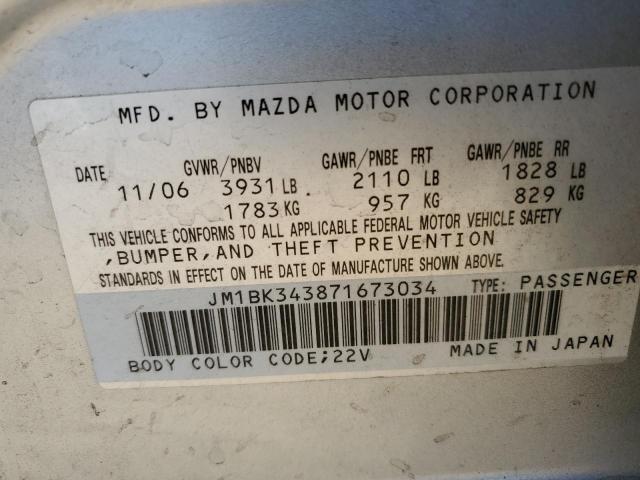 MFD. BY MAZDA MOTOR CORPORATION
DATE GVWR/PNBV GAWR/PNBE FRT GAWR/PNBE RR
11/06 3931 LB 2110 LB 1828 LB
1783 KG 957 KG 829 KG
THIS VEHICLE CONFORMS TO ALL APPLICABLE FEDERAL MOTOR VEHICLE SAFETY
,BUMPER,AND THEFT PREVENTION
STANDARDS IN EFFECT ON THE DATE OF MANUFACTURE SHOWN ABOVE.
JM1BK343871673034 TYPE: PASSENGER
BODY COLOR CODE;22V MADE IN JAPAN